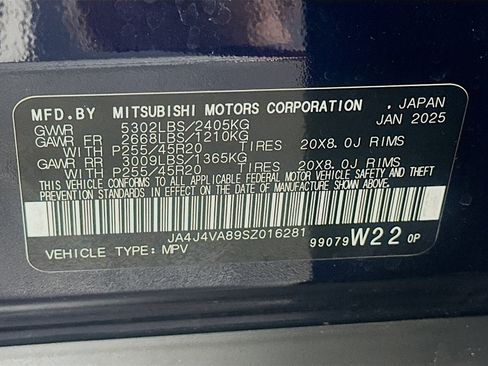 MFD.BY MITSUBISHI MOTORS CORPORATION . JAPAN
GVWR 5302LBS/2405KG JAN 2025
GAWR FR 2668LBS/1210KG
WITH P255/45R20 TIRES 20X8.0J RIMS
GAWR RR 3009LBS/1365KG
WITH P255/45R20 TIRES 20X8.0J RIMS
THIS VEHICLE CONFORMS TO ALL APPLICABLE FEDERAL MOTOR VEHICLE SAFETY AND THEFT
PREVENTION STANDARDS IN EFFECT ON THE DATE OF MANUFACTURE SHOWN ABOVE.
JA4J4VA89SZ016281
VEHICLE TYPE: MPV 99079 W22 0P